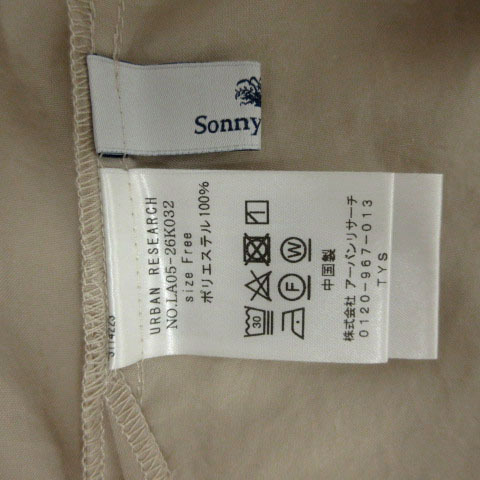 Sonny
URBAN RESEARCH
NO.LA05-26K032
size Free
ポリエステル100%
30
F W
中国製
株式会社 アーバンリサーチ
0120-967-013
TYS